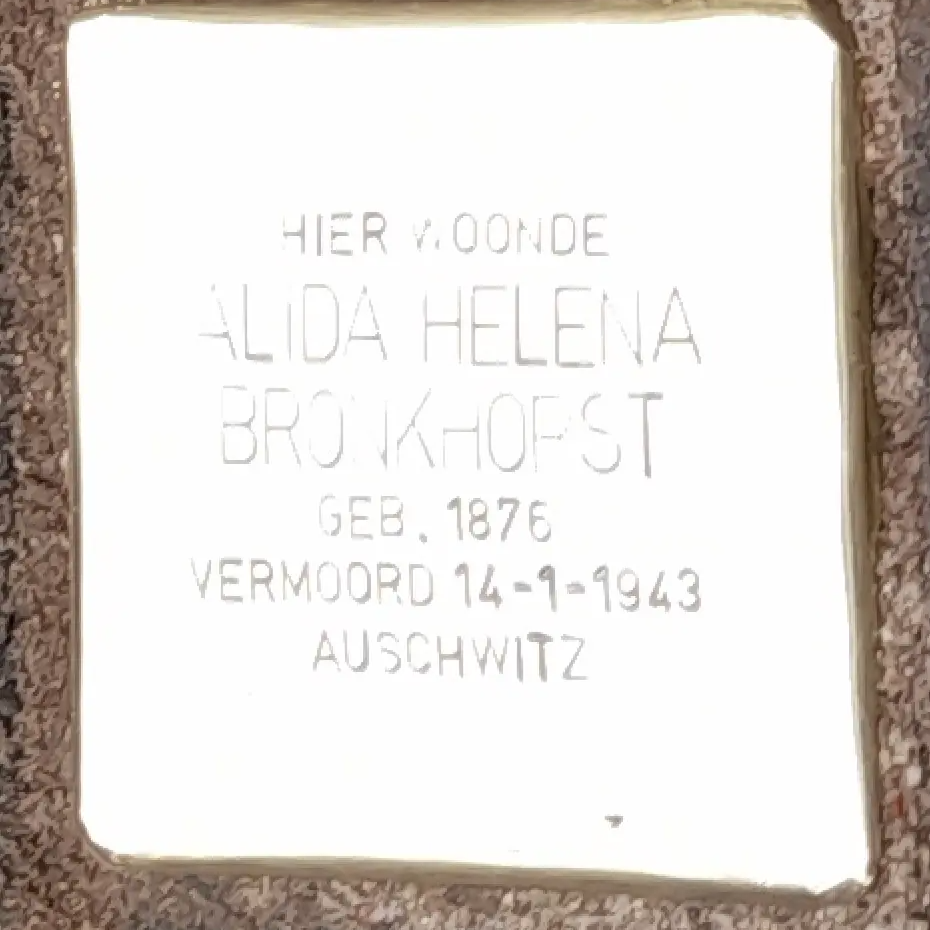 HIER WOONDE
ALIDA HELENA
BRONKHORST
GEB. 1876
VERMOORD 14-1-1943
AUSCHWITZ